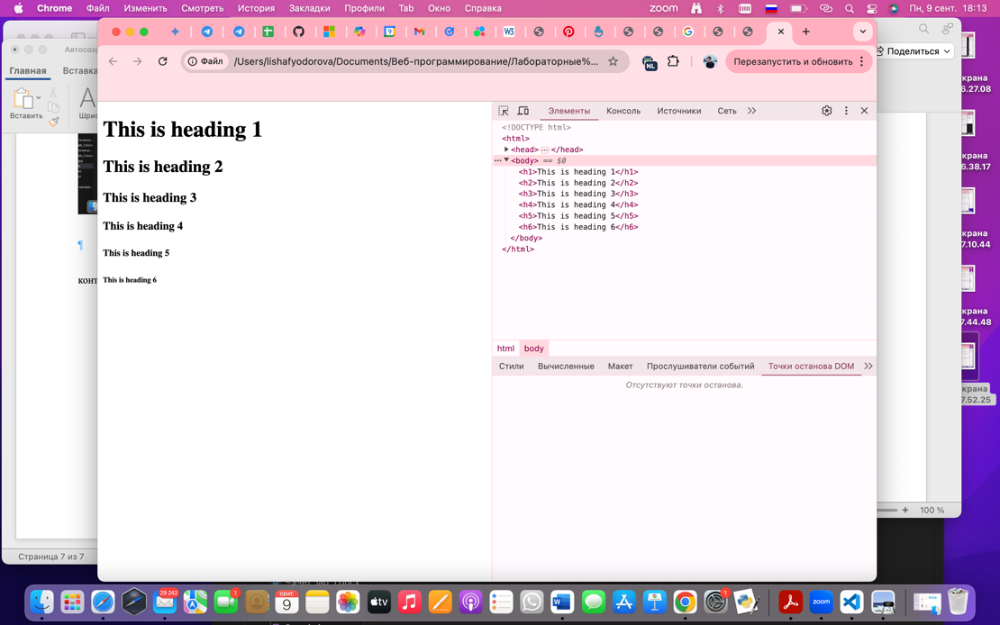 Chrome Файл Изменить Смотреть История Закладки Профили Tab Окно Справка zoom Пн, 9 сент. 18:13
Автосохр
Главная Вставка
Вставить
Шриф
Поделиться
Файл /Users/lishafyodorova/Documents/Веб-программирование/Лабораторные%... NL Перезапустить и обновить
This is heading 1
This is heading 2
This is heading 3
This is heading 4
This is heading 5
This is heading 6
Элементы Консоль Источники Сеть
<!DOCTYPE html>
<html>
<head> … </head>
<body> == $0
<h1>This is heading 1</h1>
<h2>This is heading 2</h2>
<h3>This is heading 3</h3>
<h4>This is heading 4</h4>
<h5>This is heading 5</h5>
<h6>This is heading 6</h6>
</body>
</html>
html body
Стили Вычисленные Макет Прослушиватели событий Точки останова DOM
Отсутствуют точки останова.
¶
КОНТ
крана
6.27.08
крана
6.38.17
крана
7.10.44
крана
7.44.48
крана
7.52.25
100 %
Страница 7 из 7
29 242
1
СЕНТ.
9
tv
1
zoom